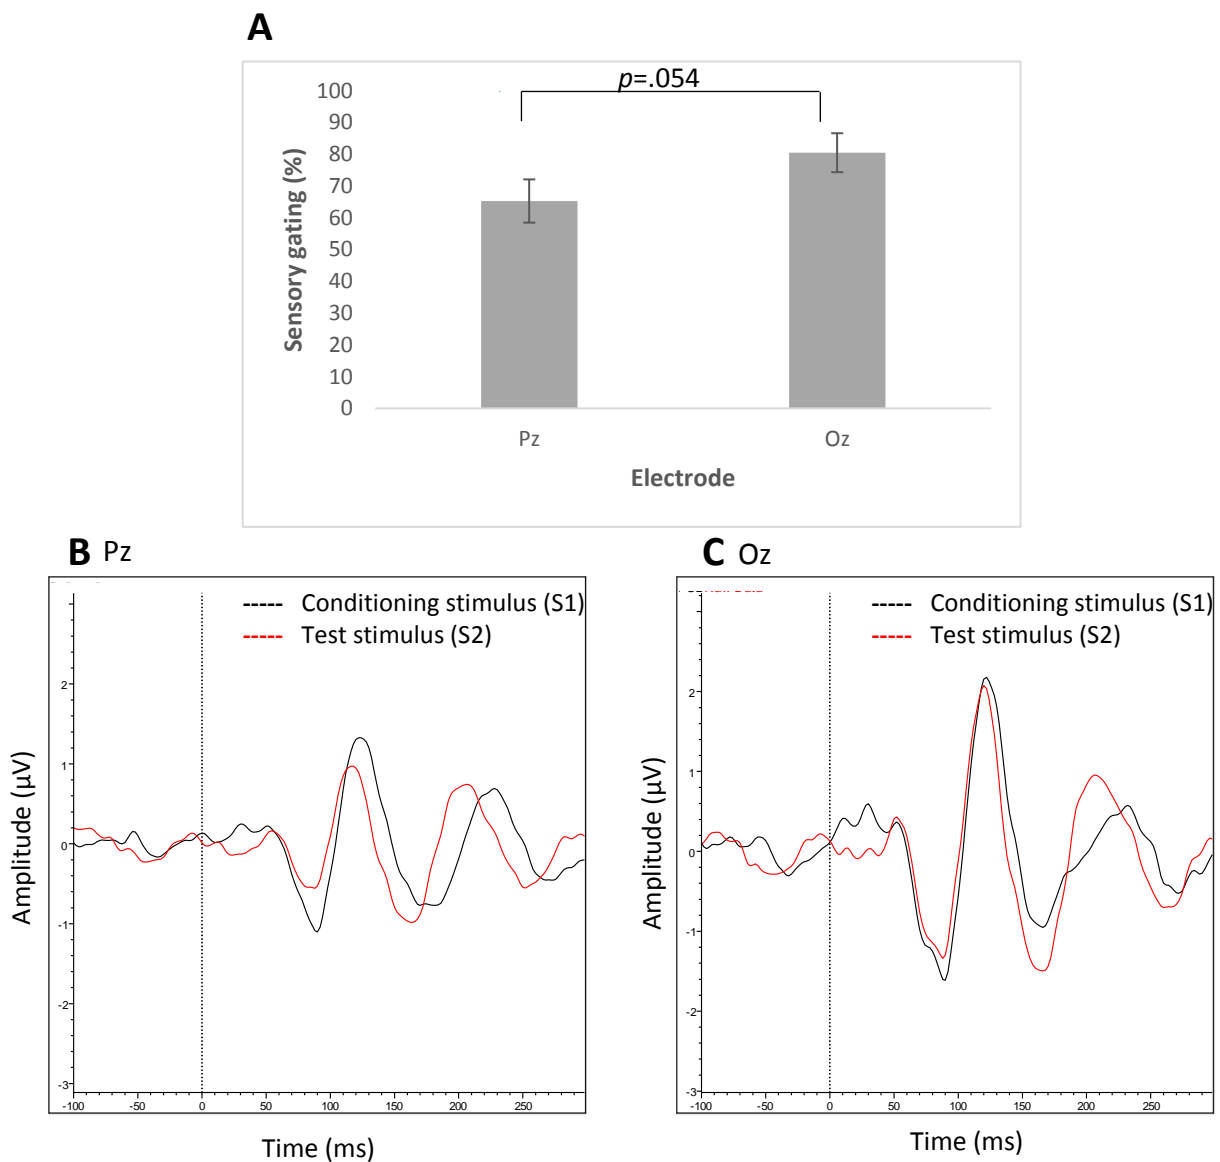 A
p=.054
100
90
80
70
60
50
40
30
20
10
0
Sensory gating (%)
Pz
Oz
Electrode
B Pz
Conditioning stimulus (S1)
Test stimulus (S2)
2
1
0
-1
-2
-3
Amplitude (µV)
-100
-50
0
50
100
150
200
250
Time (ms)
C Oz
Conditioning stimulus (S1)
Test stimulus (S2)
2
1
0
-1
-2
-3
Amplitude (µV)
-100
-50
0
50
100
150
200
250
Time (ms)